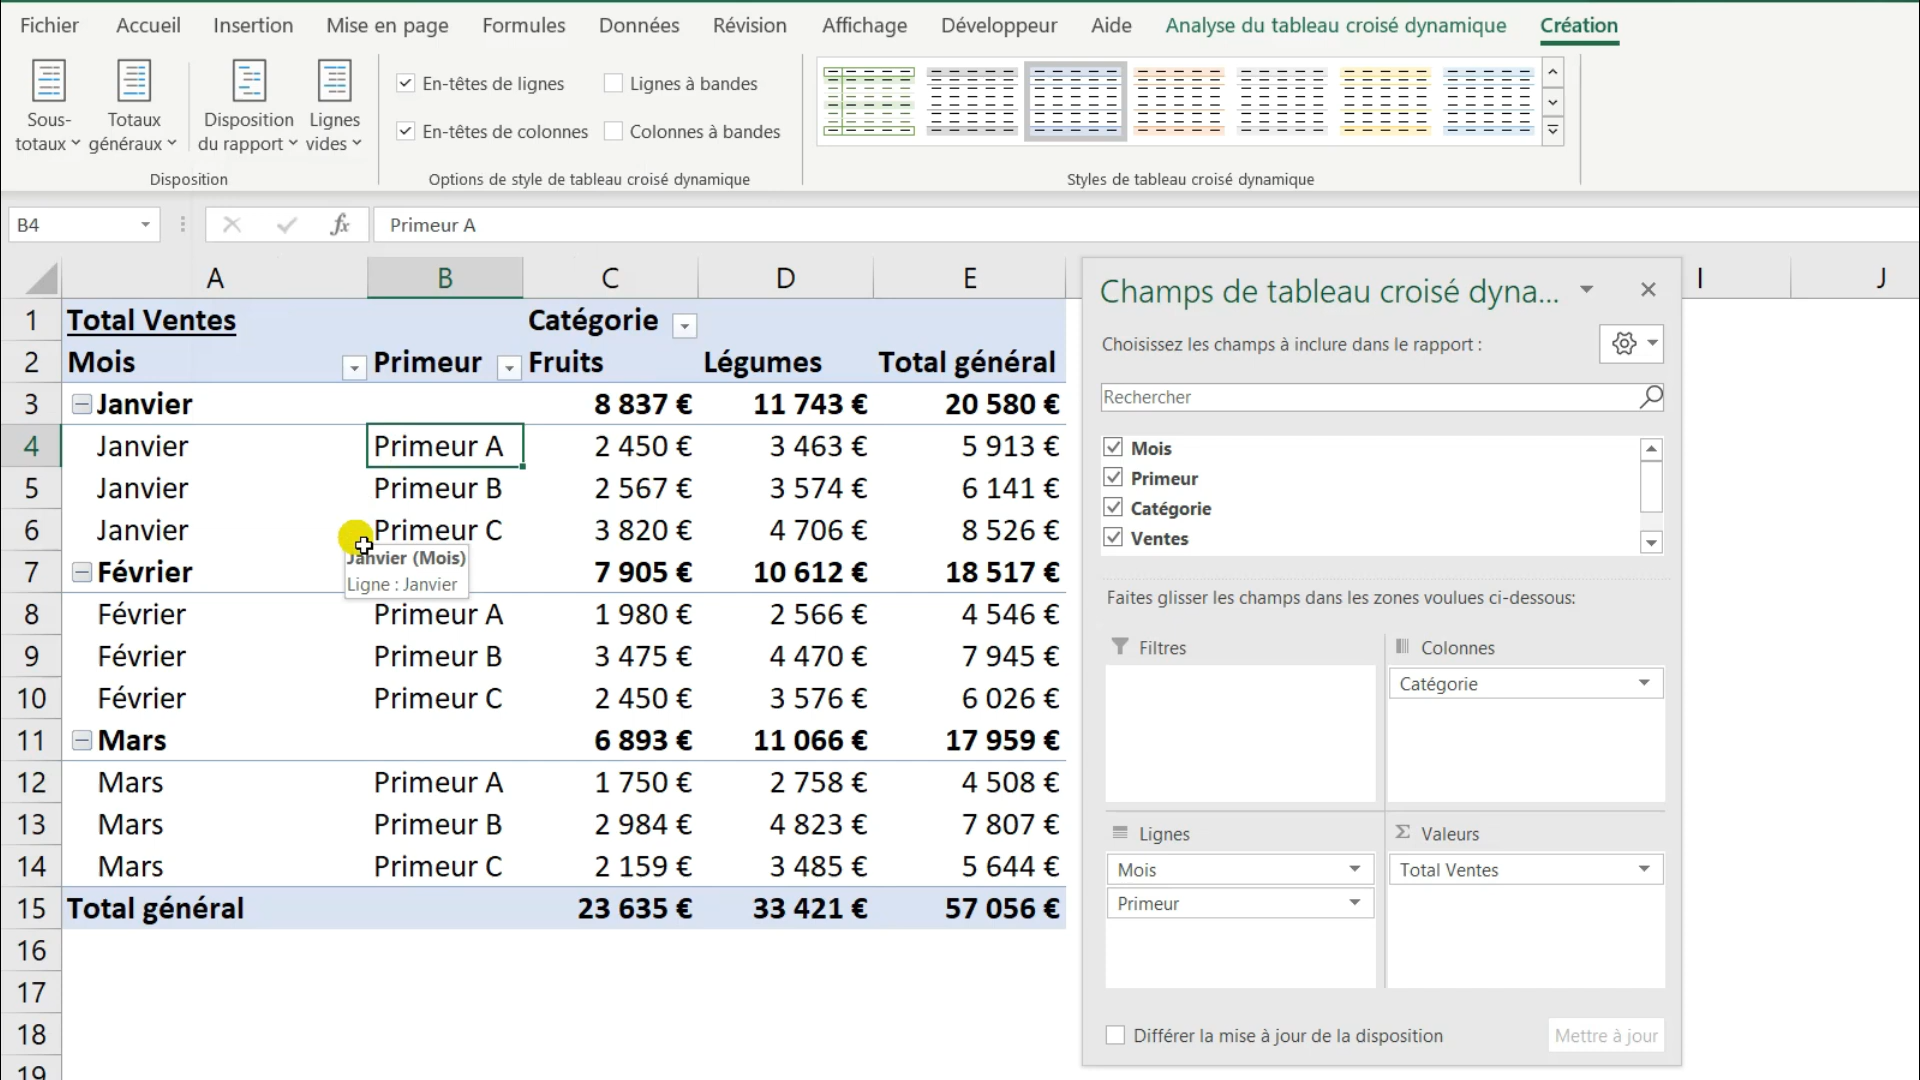 Fichier Accueil Insertion Mise en page Formules Données Révision Affichage Développeur Aide Analyse du tableau croisé dynamique Création
Sous-totaux
Totaux généraux
Disposition du rapport
Lignes vides
Disposition
En-têtes de lignes
Lignes à bandes
En-têtes de colonnes
Colonnes à bandes
Options de style de tableau croisé dynamique
Styles de tableau croisé dynamique
B4
fx
Primeur A
A B C D E I J
1 Total Ventes Catégorie
2 Mois Primeur Fruits Légumes Total général
3 Janvier 8 837 € 11 743 € 20 580 €
4 Janvier Primeur A 2 450 € 3 463 € 5 913 €
5 Janvier Primeur B 2 567 € 3 574 € 6 141 €
6 Janvier Primeur C 3 820 € 4 706 € 8 526 €
Janvier (Mois)
Ligne : Janvier
7 Février 7 905 € 10 612 € 18 517 €
8 Février Primeur A 1 980 € 2 566 € 4 546 €
9 Février Primeur B 3 475 € 4 470 € 7 945 €
10 Février Primeur C 2 450 € 3 576 € 6 026 €
11 Mars 6 893 € 11 066 € 17 959 €
12 Mars Primeur A 1 750 € 2 758 € 4 508 €
13 Mars Primeur B 2 984 € 4 823 € 7 807 €
14 Mars Primeur C 2 159 € 3 485 € 5 644 €
15 Total général 23 635 € 33 421 € 57 056 €
16
17
18
19
Champs de tableau croisé dyna...
Choisissez les champs à inclure dans le rapport :
Rechercher
Mois
Primeur
Catégorie
Ventes
Faites glisser les champs dans les zones voulues ci-dessous:
Filtres
Colonnes
Catégorie
Lignes
Mois
Primeur
Σ Valeurs
Total Ventes
Différer la mise à jour de la disposition
Mettre à jour